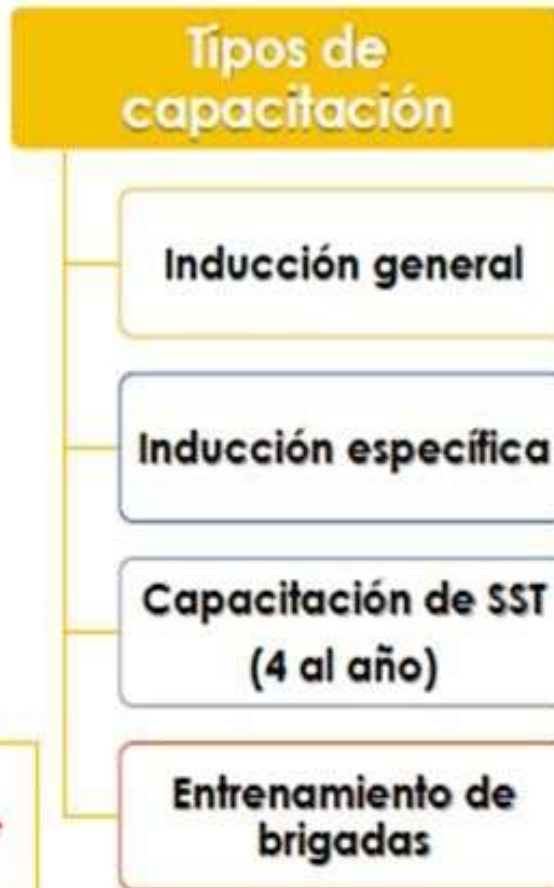 Tipos de
capacitación
Inducción general
Inducción específica
Capacitación de SST
(4 al año)
Entrenamiento de
brigadas